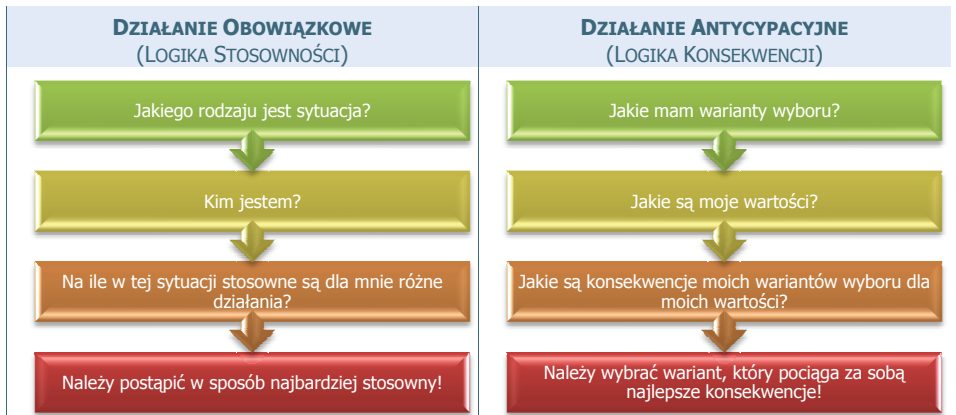 DZIAŁANIE OBOWIĄZKOWE
(LOGIKA STOSOWNOŚCI)
Jakiego rodzaju jest sytuacja?
Kim jestem?
Na ile w tej sytuacji stosowne są dla mnie różne
działania?
Należy postąpić w sposób najbardziej stosowny!
DZIAŁANIE ANTYCYPACYJNE
(LOGIKA KONSEKWENCJI)
Jakie mam warianty wyboru?
Jakie są moje wartości?
Jakie są konsekwencje moich wariantów wyboru dla
moich wartości?
Należy wybrać wariant, który pociąga za sobą
najlepsze konsekwencje!